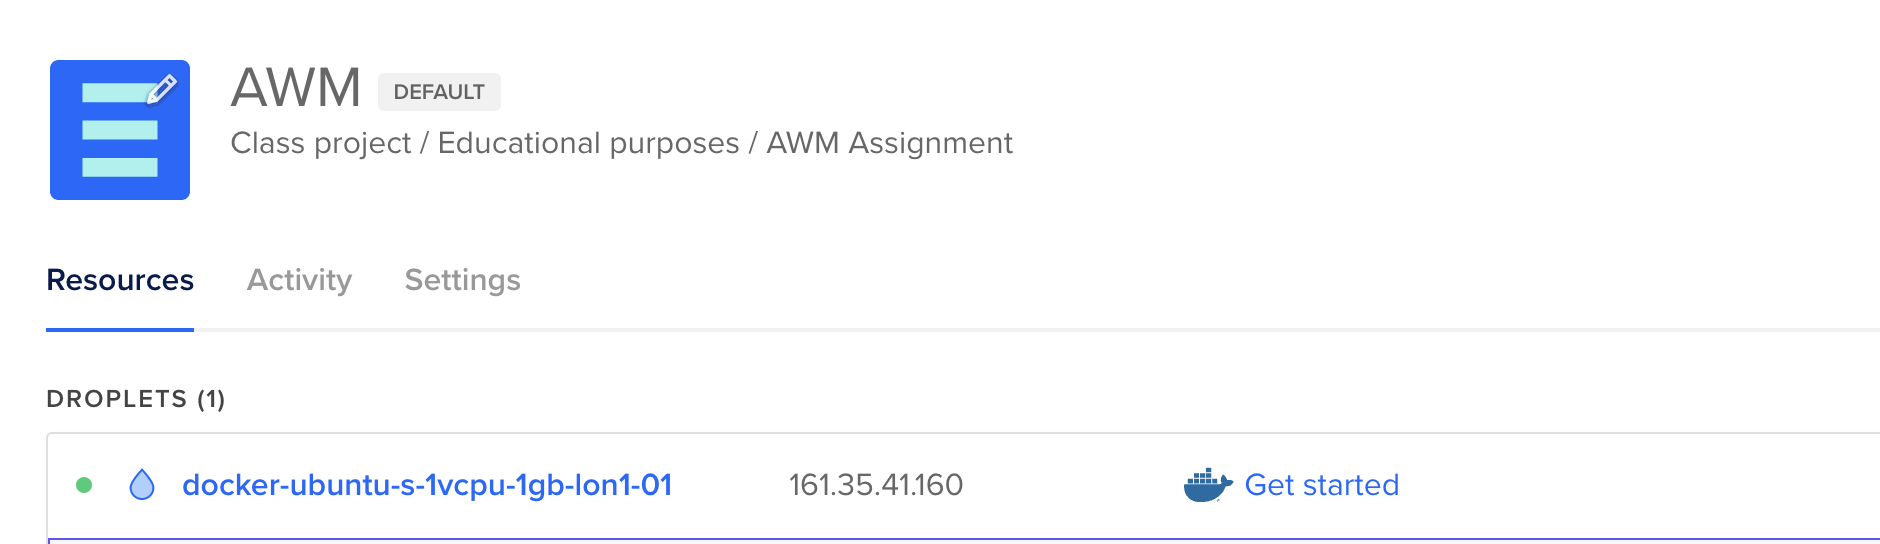 AWM DEFAULT
Class project / Educational purposes / AWM Assignment
Resources Activity Settings
DROPLETS (1)
docker-ubuntu-s-1vcpu-1gb-lon1-01 161.35.41.160 Get started